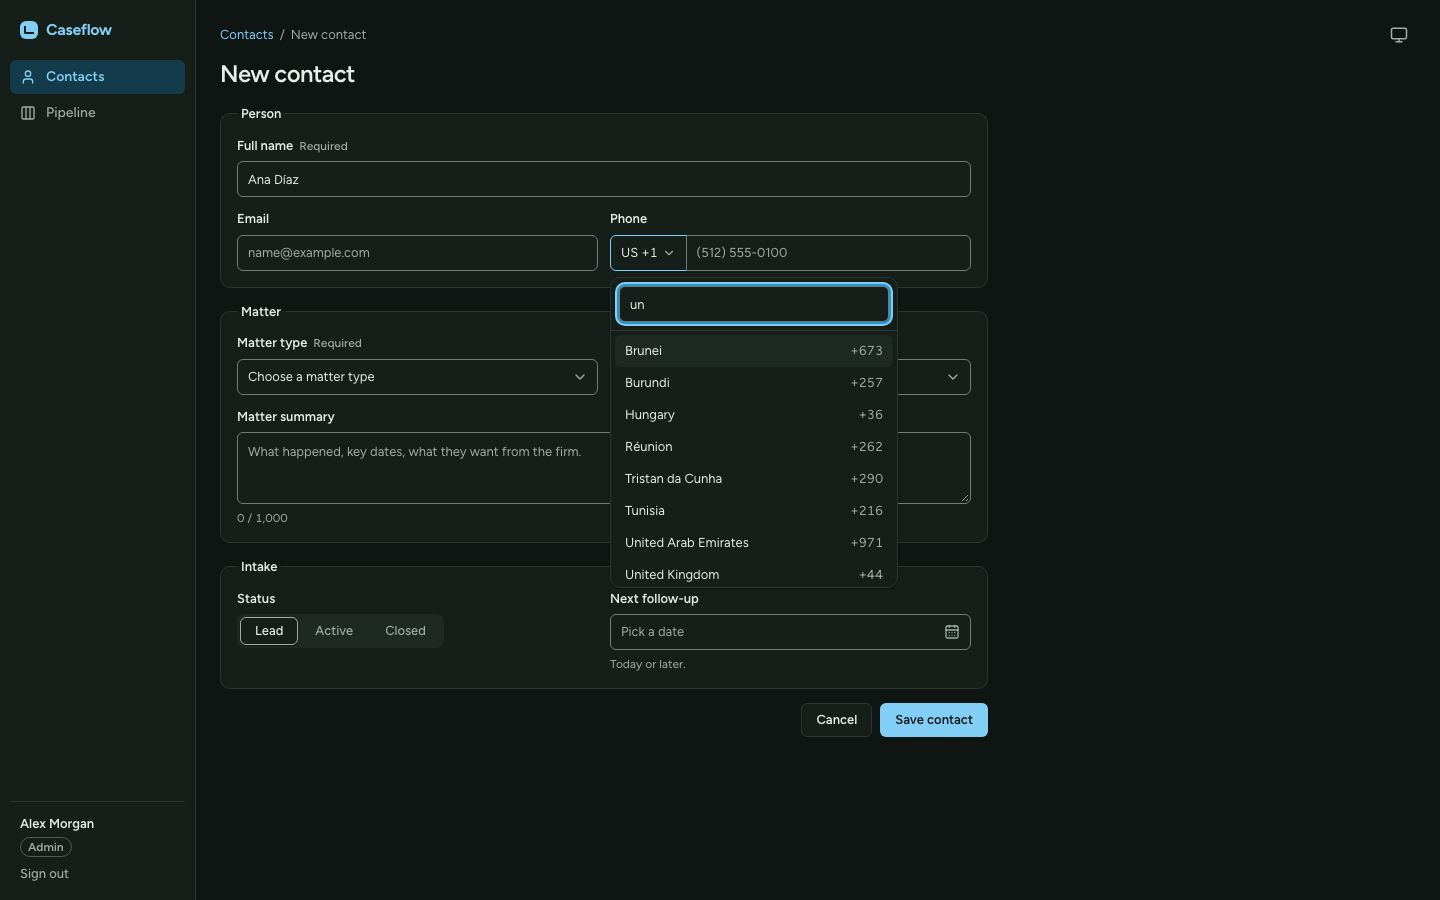 Caseflow
Contacts
Pipeline
Contacts / New contact
New contact
Person
Full name Required
Ana Díaz
Email
name@example.com
Phone
US +1
(512) 555-0100
un
Brunei +673
Burundi +257
Hungary +36
Réunion +262
Tristan da Cunha +290
Tunisia +216
United Arab Emirates +971
United Kingdom +44
Matter
Matter type Required
Choose a matter type
Matter summary
What happened, key dates, what they want from the firm.
0 / 1,000
Intake
Status
Lead Active Closed
Next follow-up
Pick a date
Today or later.
Cancel Save contact
Alex Morgan
Admin
Sign out